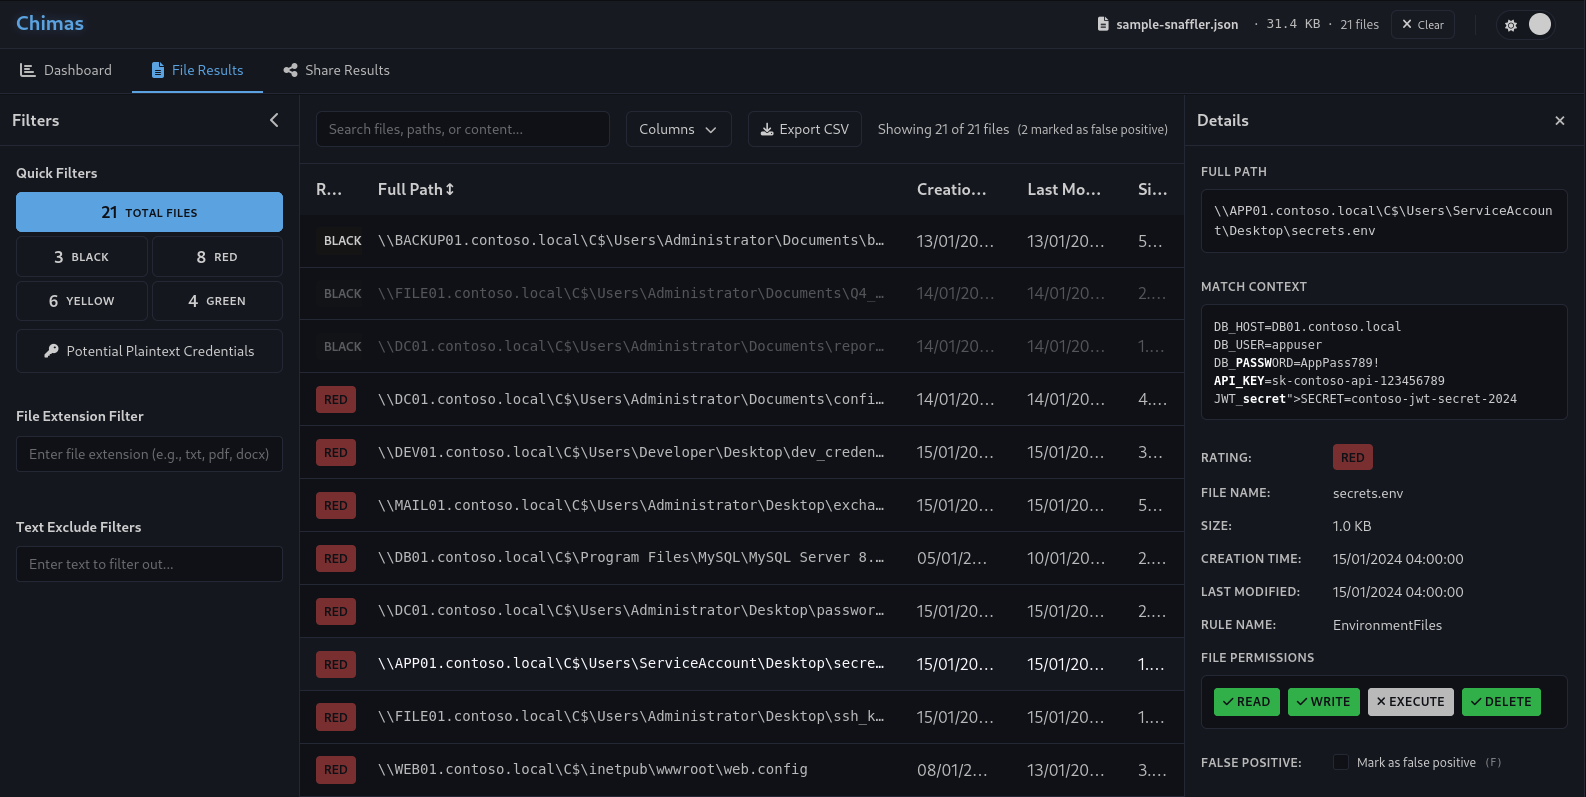 Chimas
sample-snaffler.json · 31.4 KB · 21 files
Clear
Dashboard
File Results
Share Results
Filters
Quick Filters
21 TOTAL FILES
3 BLACK
8 RED
6 YELLOW
4 GREEN
Potential Plaintext Credentials
File Extension Filter
Enter file extension (e.g., txt, pdf, docx)
Text Exclude Filters
Enter text to filter out...
Search files, paths, or content...
Columns
Export CSV
Showing 21 of 21 files (2 marked as false positive)
R... Full Path Creatio... Last Mo... Si...
BLACK \\BACKUP01.contoso.local\C$\Users\Administrator\Documents\b… 13/01/20... 13/01/20... 5...
BLACK \\FILE01.contoso.local\C$\Users\Administrator\Documents\Q4_… 14/01/20... 14/01/20... 2....
BLACK \\DC01.contoso.local\C$\Users\Administrator\Documents\repor… 14/01/20... 14/01/20... 1....
RED \\DC01.contoso.local\C$\Users\Administrator\Documents\confi… 14/01/20... 14/01/20... 4....
RED \\DEV01.contoso.local\C$\Users\Developer\Desktop\dev_creden… 15/01/20... 15/01/20... 3...
RED \\MAIL01.contoso.local\C$\Users\Administrator\Desktop\excha… 15/01/20... 15/01/20... 5...
RED \\DB01.contoso.local\C$\Program Files\MySQL\MySQL Server 8.… 05/01/2... 10/01/20... 2....
RED \\DC01.contoso.local\C$\Users\Administrator\Desktop\passwor… 15/01/20... 15/01/20... 2....
RED \\APP01.contoso.local\C$\Users\ServiceAccount\Desktop\secre… 15/01/20... 15/01/20... 1....
RED \\FILE01.contoso.local\C$\Users\Administrator\Desktop\ssh_k… 15/01/20... 15/01/20... 1....
RED \\WEB01.contoso.local\C$\inetpub\wwwroot\web.config 08/01/2... 13/01/20... 3....
Details
FULL PATH
\\APP01.contoso.local\C$\Users\ServiceAccoun
t\Desktop\secrets.env
MATCH CONTEXT
DB_HOST=DB01.contoso.local
DB_USER=appuser
DB_PASSWORD=AppPass789!
API_KEY=sk-contoso-api-123456789
JWT_secret">SECRET=contoso-jwt-secret-2024
RATING: RED
FILE NAME: secrets.env
SIZE: 1.0 KB
CREATION TIME: 15/01/2024 04:00:00
LAST MODIFIED: 15/01/2024 04:00:00
RULE NAME: EnvironmentFiles
FILE PERMISSIONS
READ WRITE EXECUTE DELETE
FALSE POSITIVE: Mark as false positive (F)